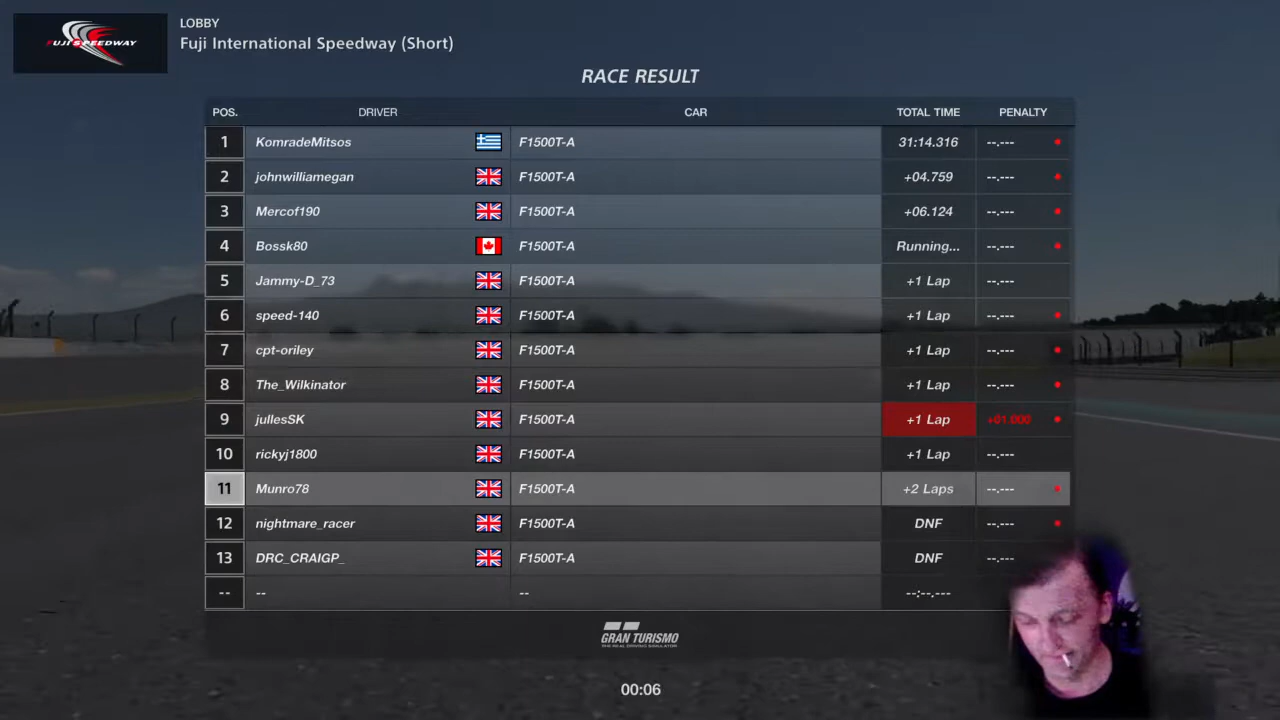 LOBBY
FUJI SPEEDWAY
Fuji International Speedway (Short)
RACE RESULT
POS. DRIVER CAR TOTAL TIME PENALTY
1 KomradeMitsos F1500T-A 31:14.316 --.---
2 johnwilliamegan F1500T-A +04.759 --.---
3 Mercof190 F1500T-A +06.124 --.---
4 Bossk80 F1500T-A Running... --.---
5 Jammy-D_73 F1500T-A +1 Lap --.---
6 speed-140 F1500T-A +1 Lap --.---
7 cpt-oriley F1500T-A +1 Lap --.---
8 The_Wilkinator F1500T-A +1 Lap --.---
9 jullesSK F1500T-A +1 Lap +01.000
10 rickyj1800 F1500T-A +1 Lap --.---
11 Munro78 F1500T-A +2 Laps --.---
12 nightmare_racer F1500T-A DNF --.---
13 DRC_CRAIGP_ F1500T-A DNF --.---
-- -- -- --:--.---
GRAN TURISMO
THE REAL DRIVING SIMULATOR
00:06